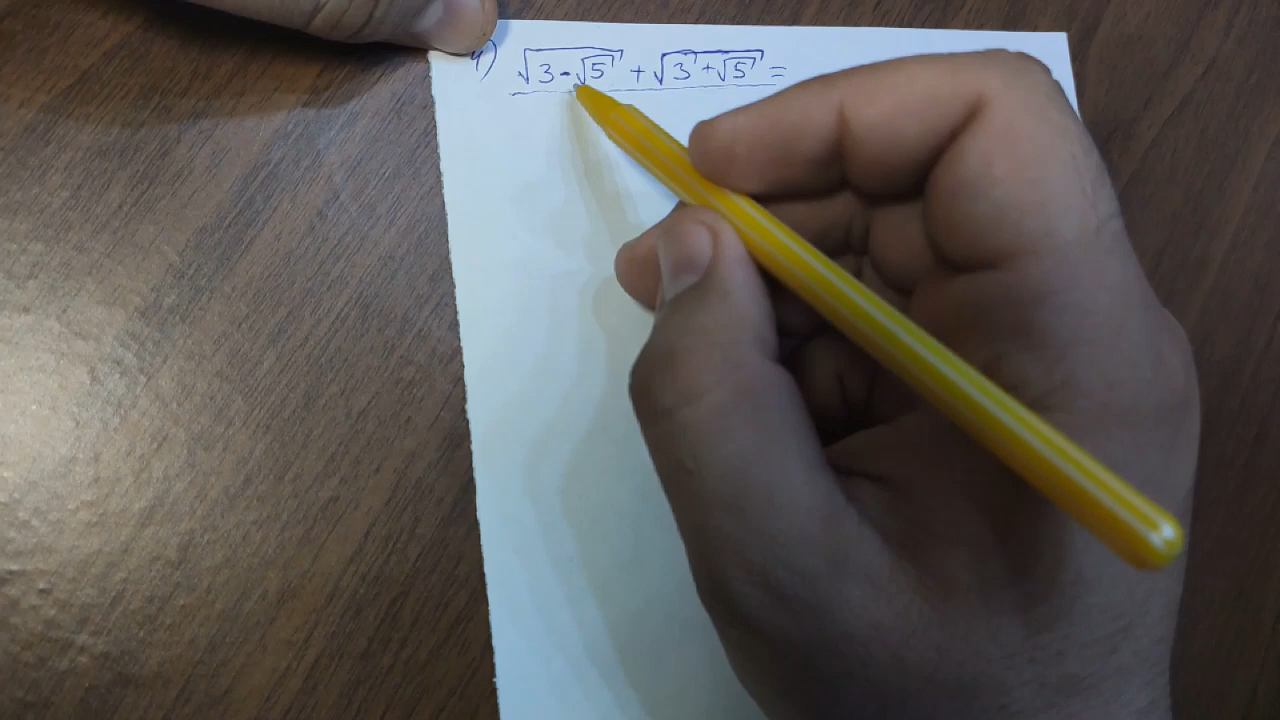 4) √(3-√5) + √(3+√5) =